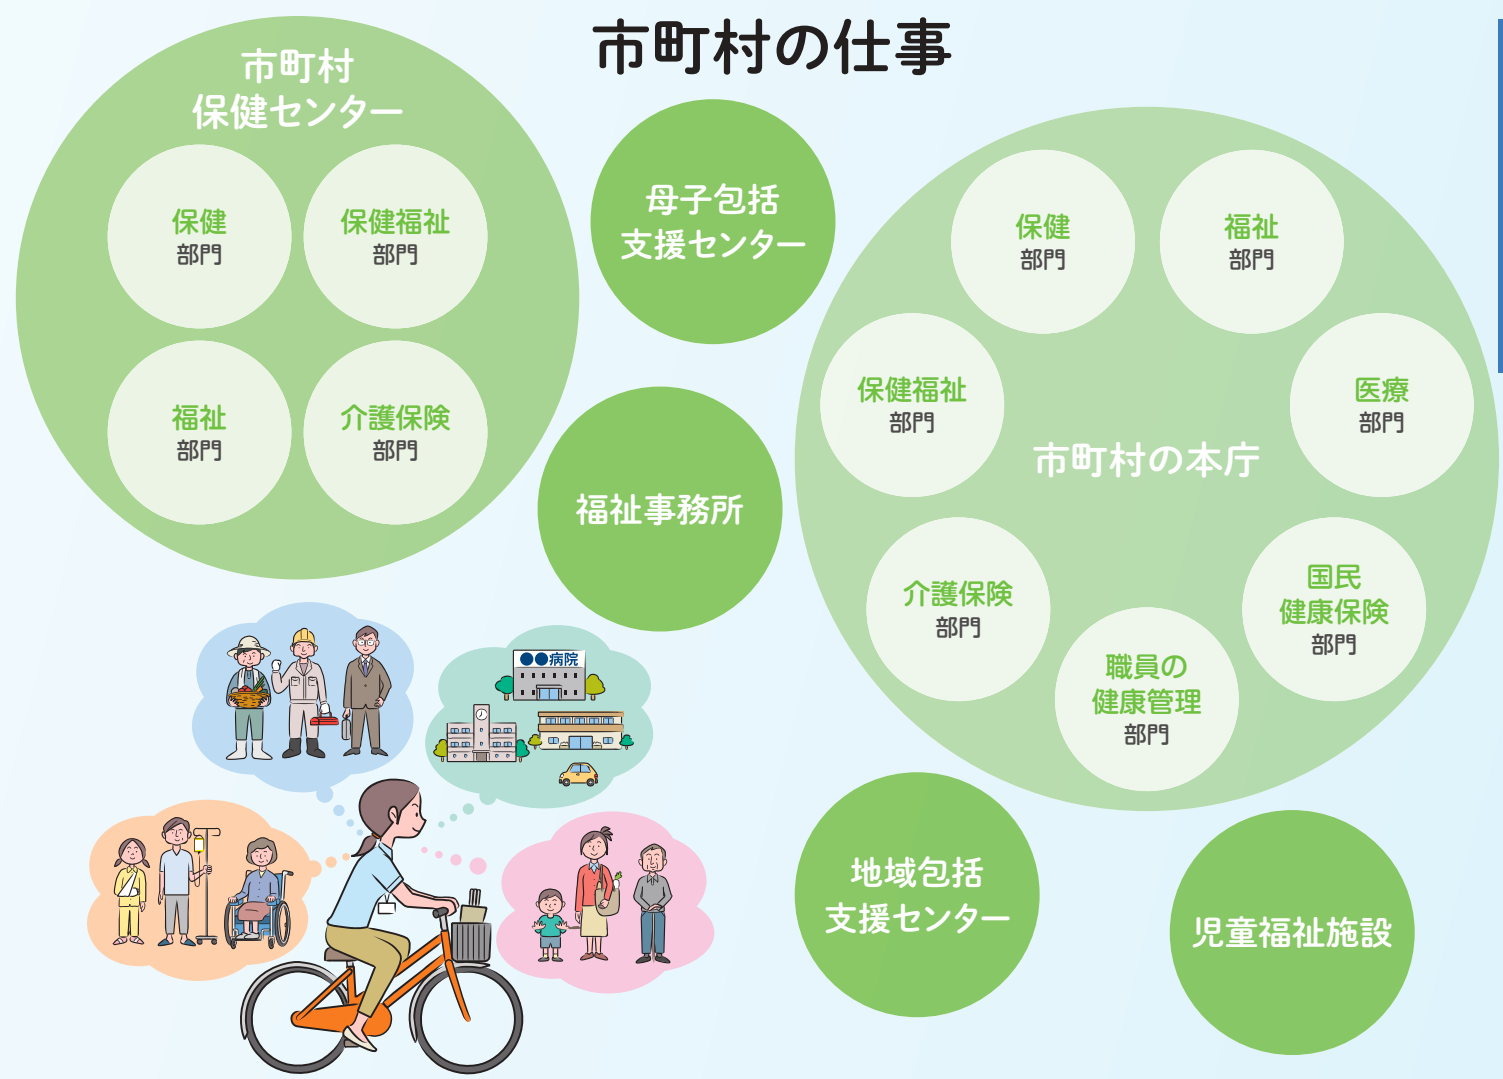 市町村の仕事
市町村
保健センター
保健
部門
保健福祉
部門
福祉
部門
介護保険
部門
母子包括
支援センター
福祉事務所
保健
部門
福祉
部門
保健福祉
部門
医療
部門
市町村の本庁
介護保険
部門
国民
健康保険
部門
職員の
健康管理
部門
地域包括
支援センター
児童福祉施設
●●病院